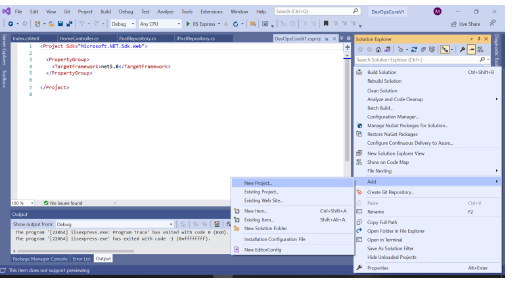 File Edit View Git Project Build Debug Test Analyze Tools Extensions Window Help Search (Ctrl+Q) DevOpsCoreV1 M
Debug Any CPU IIS Express Live Share
Index.cshtml HomeController.cs PostRepository.cs IPostRepository.cs DevOpsCoreV1.csproj
1 <Project Sdk="Microsoft.NET.Sdk.Web">
2
3 <PropertyGroup>
4 <TargetFramework>net5.0</TargetFramework>
5 </PropertyGroup>
6
7 </Project>
8
100 % No issues found
Output
Show output from: Debug
The program '[22064] iisexpress.exe: Program Trace' has exited with code 0 (0x0).
The program '[22064] iisexpress.exe' has exited with code -1 (0xffffffff).
Package Manager Console Error List Output
This item does not support previewing
Toolbox
Solution Explorer
Search Solution Explorer (Ctrl+;)
Build Solution Ctrl+Shift+B
Rebuild Solution
Clean Solution
Analyze and Code Cleanup
Batch Build...
Configuration Manager...
Manage NuGet Packages for Solution...
Restore NuGet Packages
Configure Continuous Delivery to Azure...
New Solution Explorer View
Show on Code Map
File Nesting
Add
Create Git Repository...
Paste Ctrl+V
Rename F2
Copy Full Path
Open Folder in File Explorer
Open in Terminal
Save As Solution Filter
Hide Unloaded Projects
Properties Alt+Enter
New Project...
Existing Project...
Existing Web Site...
New Item... Ctrl+Shift+A
Existing Item... Shift+Alt+A
New Solution Folder
Installation Configuration File
New EditorConfig